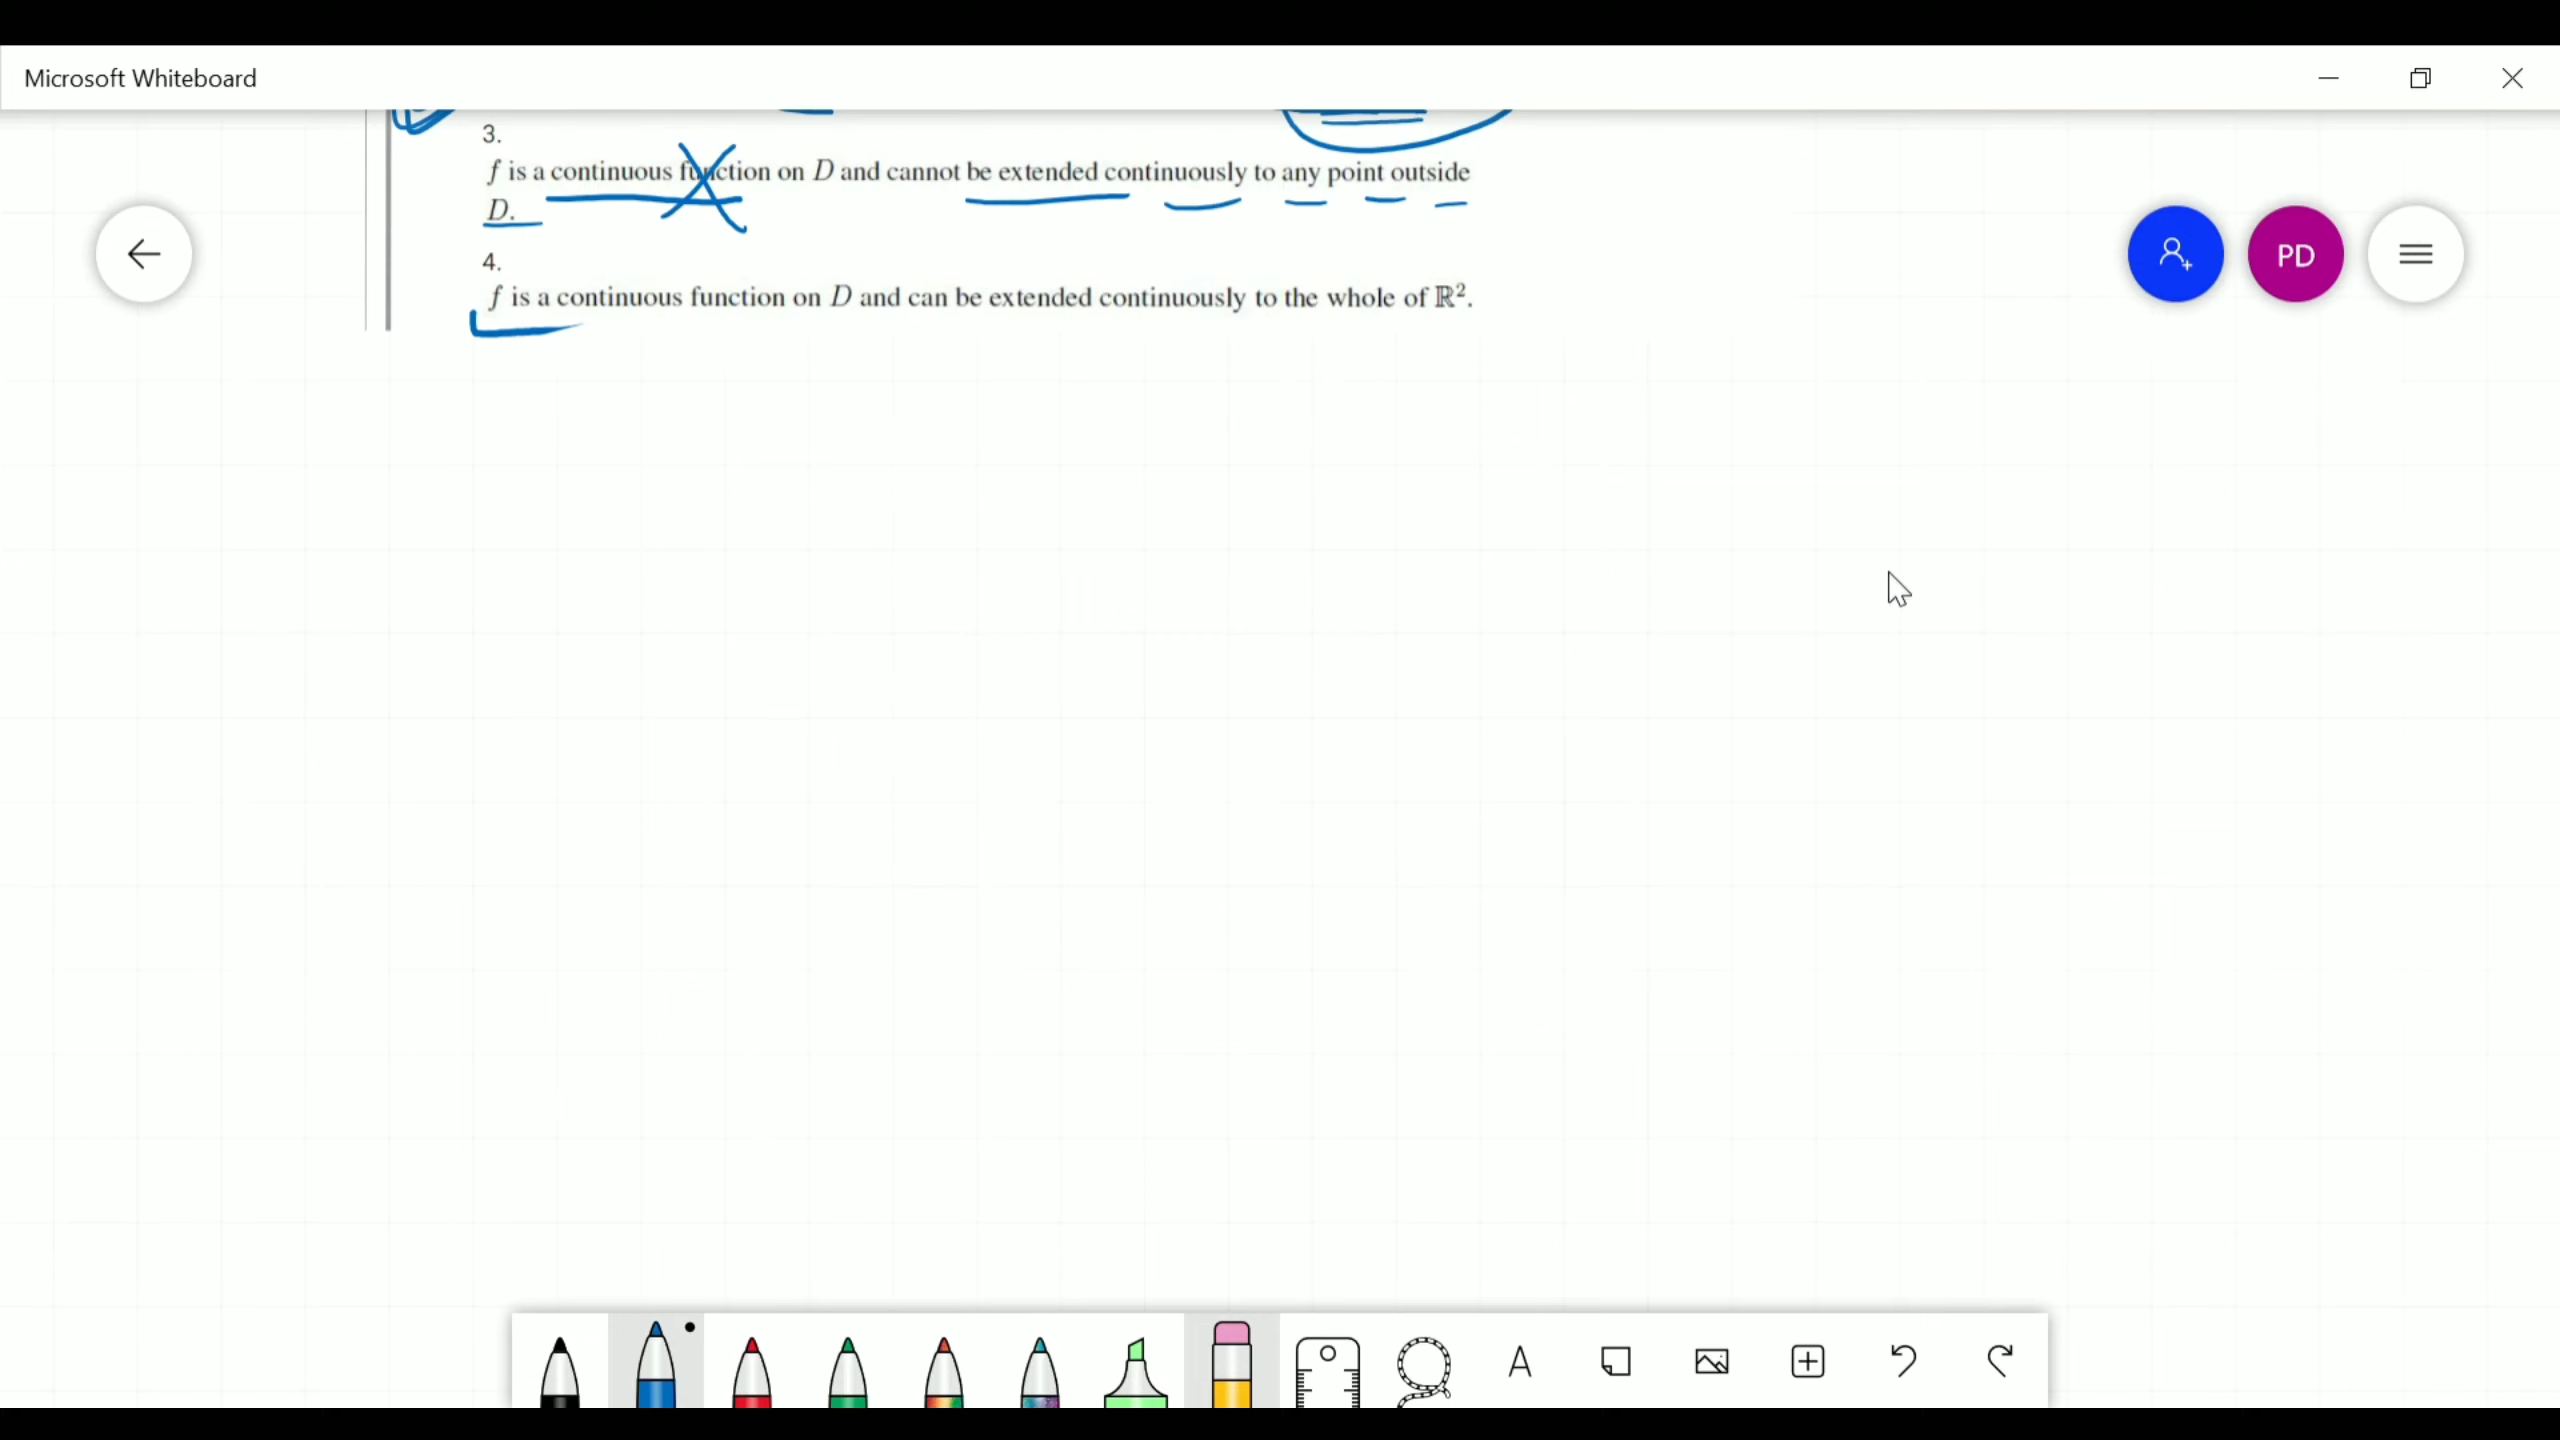 Microsoft Whiteboard
3.
f is a continuous function on D and cannot be extended continuously to any point outside
D.
PD
4.
f is a continuous function on D and can be extended continuously to the whole of ℝ².